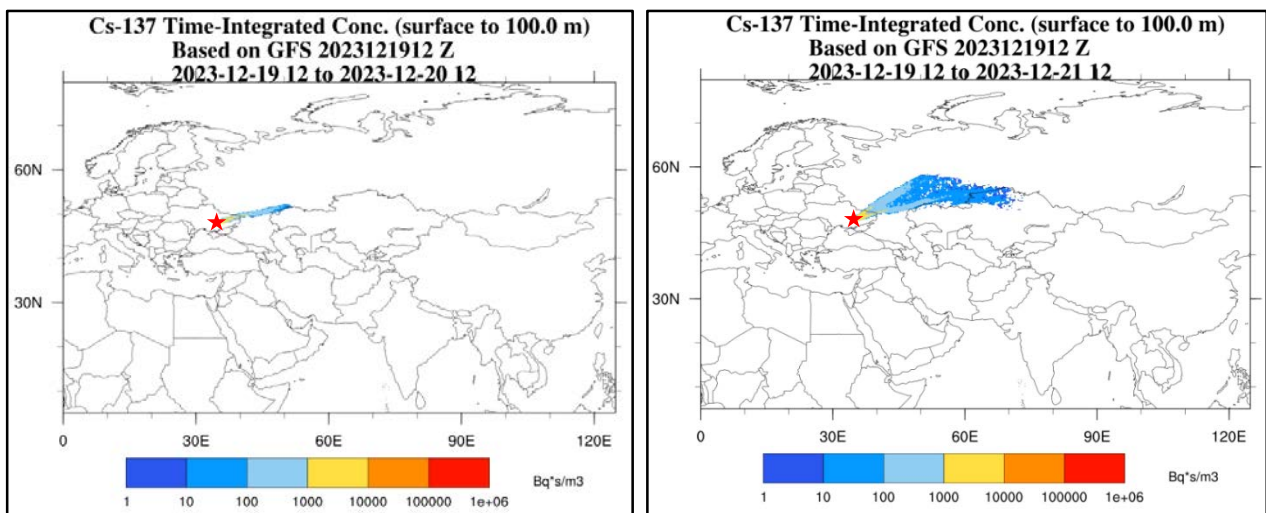 Cs-137 Time-Integrated Conc. (surface to 100.0 m)
Based on GFS 2023121912 Z
2023-12-19 12 to 2023-12-20 12
60N
30N
0 30E 60E 90E 120E
Bq*s/m3
1 10 100 1000 10000 100000 1e+06
Cs-137 Time-Integrated Conc. (surface to 100.0 m)
Based on GFS 2023121912 Z
2023-12-19 12 to 2023-12-21 12
60N
30N
0 30E 60E 90E 120E
Bq*s/m3
1 10 100 1000 10000 100000 1e+06